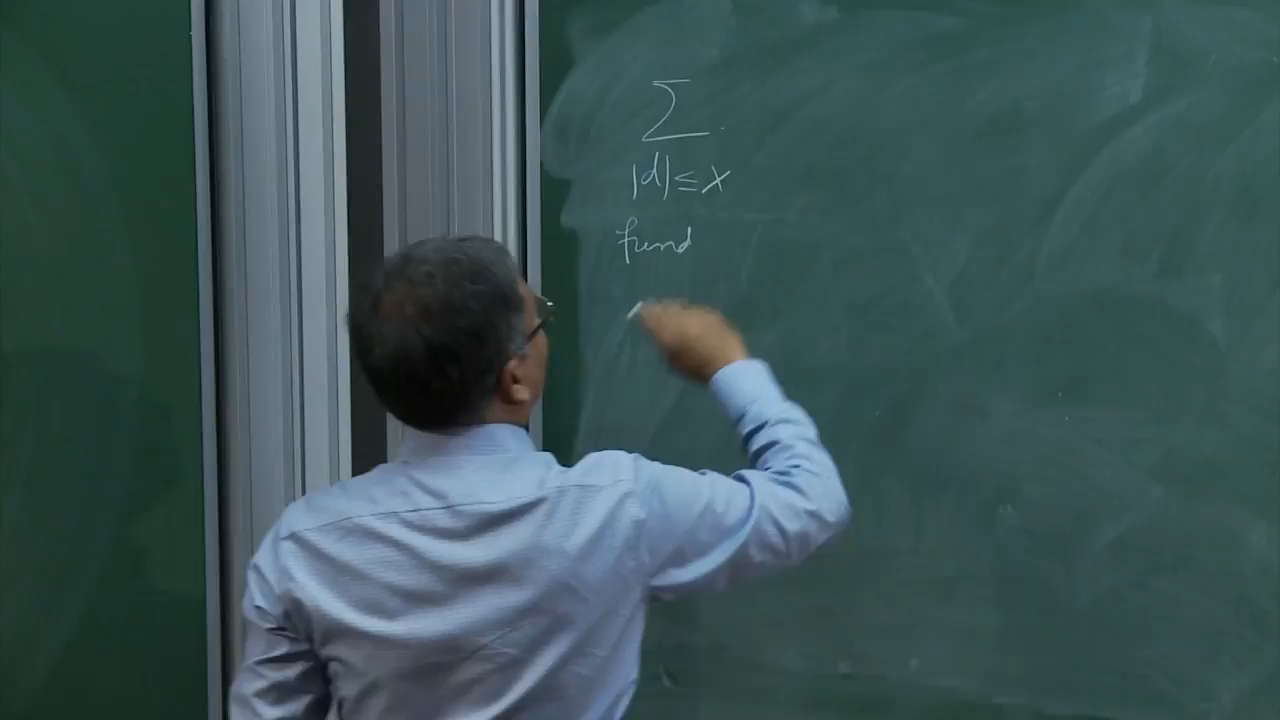 ∑
|d| ≤ x
fund